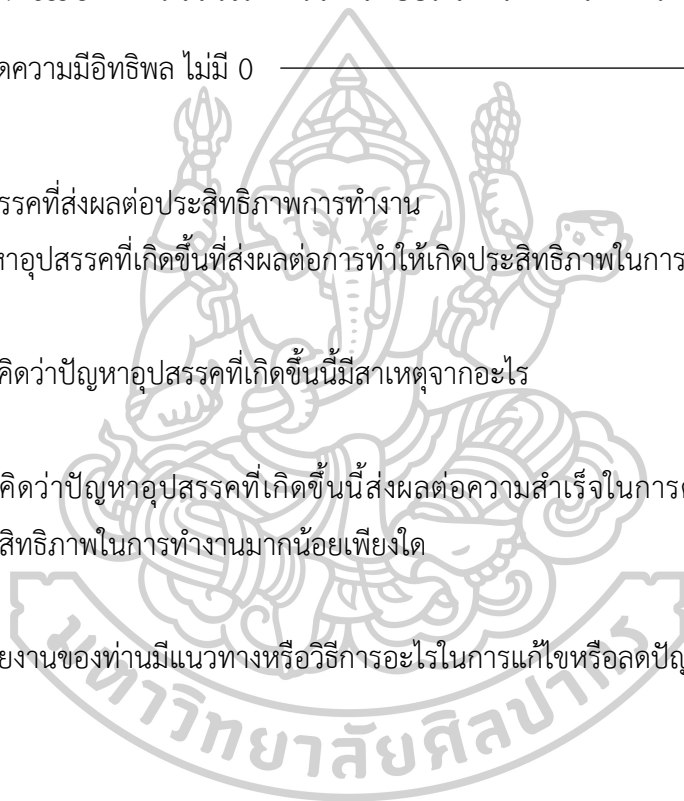 ดความมีอิทธิพล ไม่มี 0
รรคที่ส่งผลต่อประสิทธิภาพการทำงาน
หาอุปสรรคที่เกิดขึ้นที่ส่งผลต่อการทำให้เกิดประสิทธิภาพในการ
คิดว่าปัญหาอุปสรรคที่เกิดขึ้นนี้มีสาเหตุจากอะไร
คิดว่าปัญหาอุปสรรคที่เกิดขึ้นนี้ส่งผลต่อความสำเร็จในการ
สิทธิภาพในการทำงานมากน้อยเพียงใด
ยงานของท่านมีแนวทางหรือวิธีการอะไรในการแก้ไขหรือลดปัญ
มหาวิทยาลัยศิลปากร